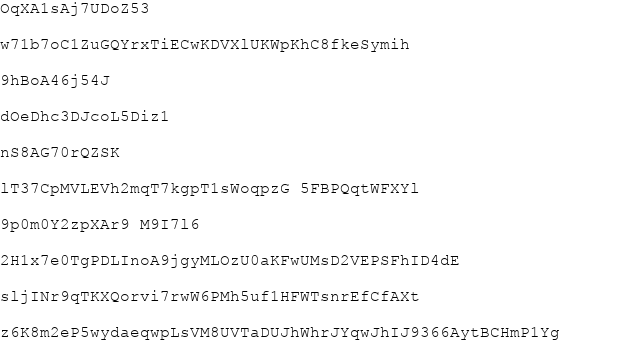 OqXA1sAj7UDoZ53
w71b7oC1ZuGQYrxTiECwKDVXlUKWpKhC8fkeSymih
9hBoA46j54J
dOeDhc3DJcoL5Diz1
nS8AG70rQZSK
lT37CpMVLEVh2mqT7kgpT1sWoqpzG 5FBPQqtWFXYl
9p0m0Y2zpXAr9 M9I7l6
2H1x7e0TgPDLInoA9jgyMLOzU0aKFwUMsD2VEPSFhID4dE
sljINr9qTKXQorvi7rwW6PMh5uf1HFWTsnrEfCfAXt
z6K8m2eP5wydaeqwpLsVM8UVTaDUJhWhrJYqwJhIJ9366AytBCHmP1Yg